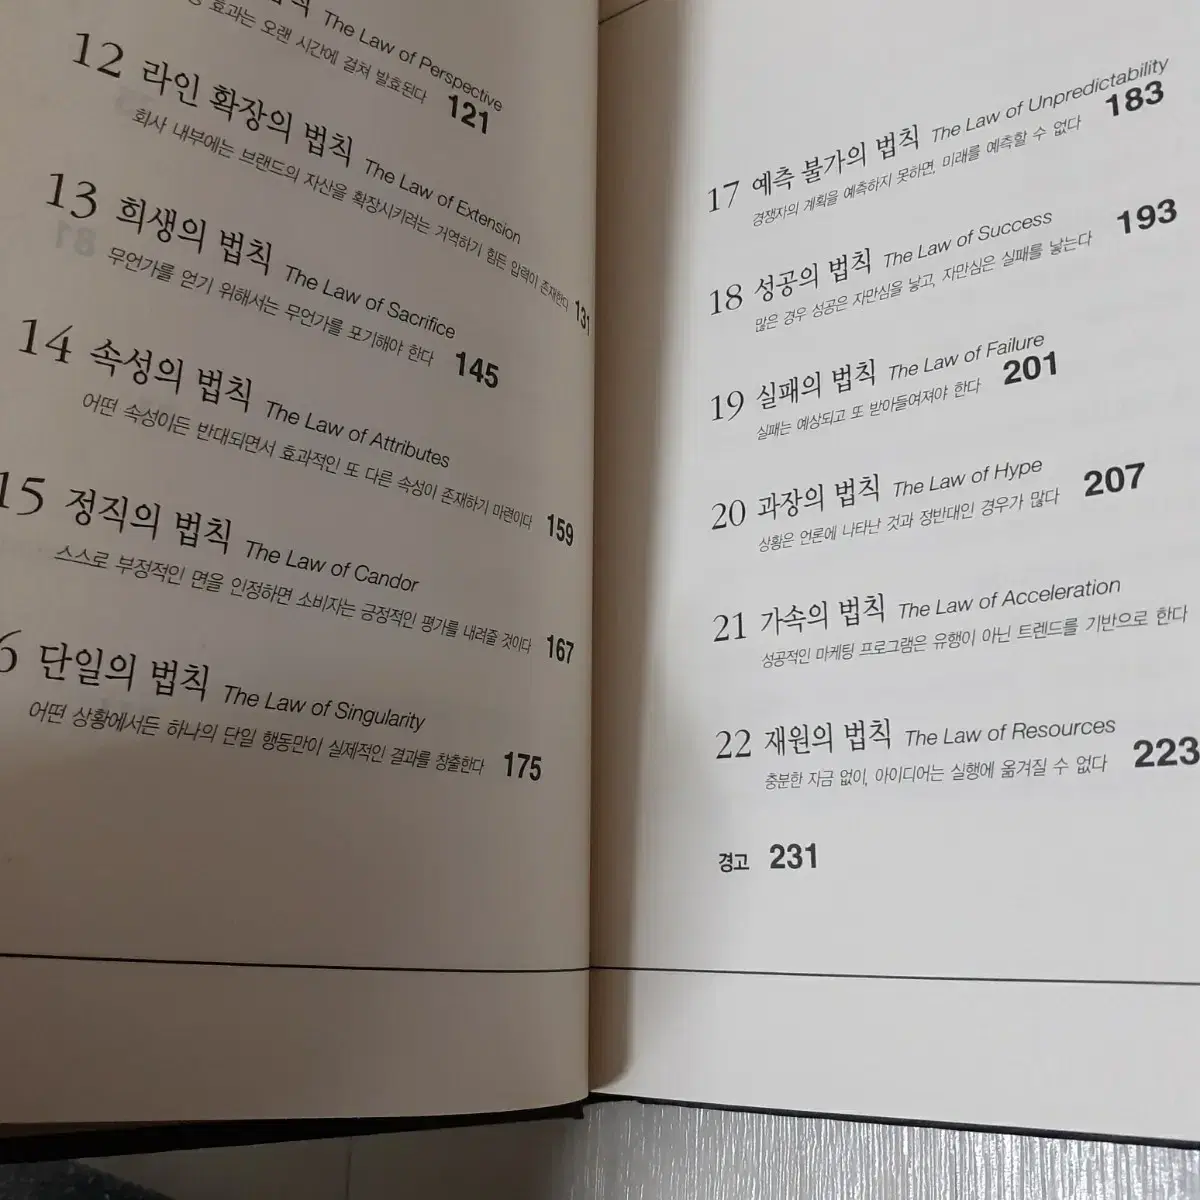 법칙 The Law of Perspective
효과는 오랜 시간에 걸쳐 발효된다 121
12 라인 확장의 법칙 The Law of Extension
회사 내부에는 브랜드의 자산을 확장시키려는 거역하기 힘든 압력이 존재한다 131
13 희생의 법칙 The Law of Sacrifice
무언가를 얻기 위해서는 무언가를 포기해야 한다 145
14 속성의 법칙 The Law of Attributes
어떤 속성이든 반대되면서 효과적인 또 다른 속성이 존재하기 마련이다 159
15 정직의 법칙 The Law of Candor
스스로 부정적인 면을 인정하면 소비자는 긍정적인 평가를 내려줄 것이다 167
6 단일의 법칙 The Law of Singularity
어떤 상황에서든 하나의 단일 행동만이 실제적인 결과를 창출한다 175
17 예측 불가의 법칙 The Law of Unpredictability
경쟁자의 계획을 예측하지 못하면, 미래를 예측할 수 없다 183
18 성공의 법칙 The Law of Success
많은 경우 성공은 자만심을 낳고, 자만심은 실패를 낳는다 193
19 실패의 법칙 The Law of Failure
실패는 예상되고 또 받아들여져야 한다 201
20 과장의 법칙 The Law of Hype
상황은 언론에 나타난 것과 정반대인 경우가 많다 207
21 가속의 법칙 The Law of Acceleration
성공적인 마케팅 프로그램은 유행이 아닌 트렌드를 기반으로 한다
22 재원의 법칙 The Law of Resources
충분한 자금 없이, 아이디어는 실행에 옮겨질 수 없다 223
경고 231